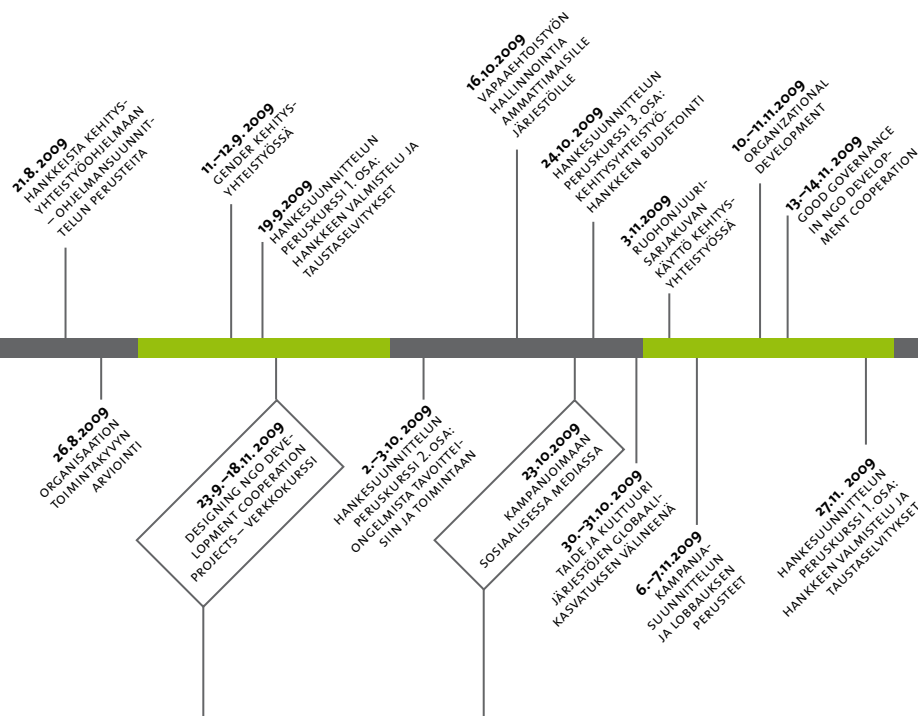 21.8. 2009
HANKKEISTA KEHITYS-
YHTEISTYÖOHJELMAAN
– OHJELMANSUUNNIT-
TELUN PERUSTEITA
11.–12.9. 2009
GENDER KEHITYS-
YHTEISTYÖSSÄ
19.9.2009
HANKESUUNNITTELUN
PERUSKURSSI 1. OSA:
HANKKEEN VALMISTELU JA
TAUSTASELVITYKSET
16.10.2009
VAPAAEHTOISTYÖN
HALLINNOINTIA
AMMATTIMAISILLE
JÄRJESTÖILLE
24.10. 2009
HANKESUUNNITTELUN
PERUSKURSSI 3. OSA:
KEHITYSYHTEISTYÖ-
HANKKEEN BUDJETOINTI
3.11.2009
RUOHONJUURI-
SARJAKUVAN
KÄYTTÖ KEHITYS-
YHTEISTYÖSSÄ
10.–11.11.2009
ORGANIZATIONAL
DEVELOPMENT
13.–14.11.2009
GOOD GOVERNANCE
IN NGO DEVELOP-
MENT COOPERATION
26.8.2009
ORGANISAATION
TOIMINTAKYVYN
ARVIOINTI
23.9.–18.11. 2009
DESIGNING NGO DEVE-
LOPMENT COOPERATION
PROJECTS – VERKKOKURSSI
2.–3.10. 2009
HANKESUUNNITTELUN
PERUSKURSSI 2. OSA:
ONGELMISTA TAVOITTEI-
SIIN JA TOIMINTAAN
23.10.2009
KAMPANJOIMAAN
SOSIAALISESSA MEDIASSA
30.–31.10. 2009
TAIDE JA KULTTUURI
JÄRJESTÖJEN GLOBAALI-
KASVATUKSEN VÄLINEENÄ
6.–7.11.2009
KAMPANJA-
SUUNNITTELUN
JA LOBBAUKSEN
PERUSTEET
27.11. 2009
HANKESUUNNITTELUN
PERUSKURSSI 1. OSA:
HANKKEEN VALMISTELU JA
TAUSTASELVITYKSET